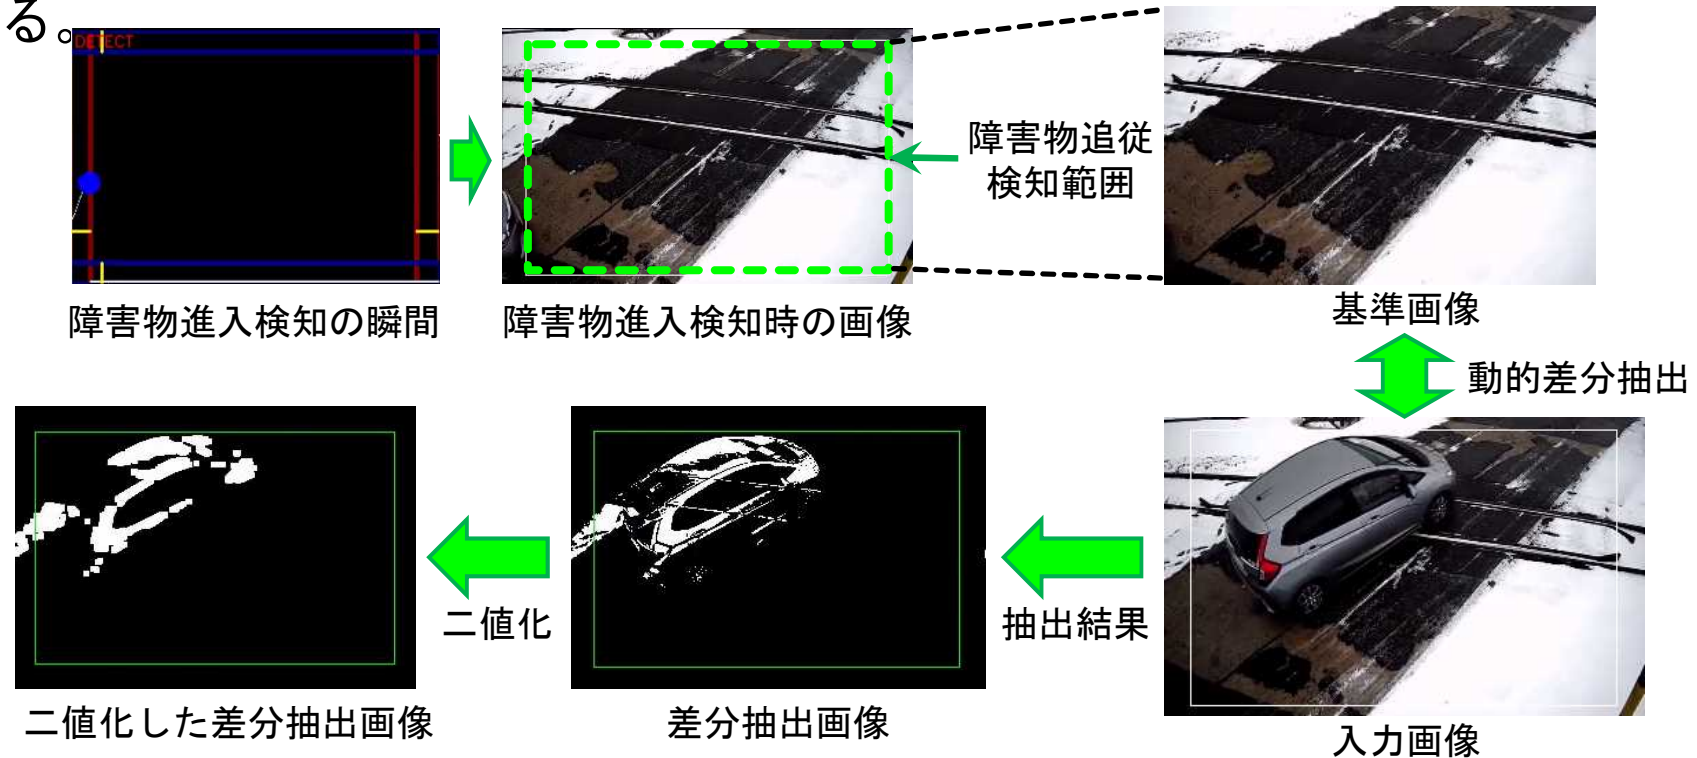 る。
DETECT
障害物追従
検知範囲
障害物進入検知の瞬間
障害物進入検知時の画像
基準画像
動的差分抽出
二値化
抽出結果
二値化した差分抽出画像
差分抽出画像
入力画像